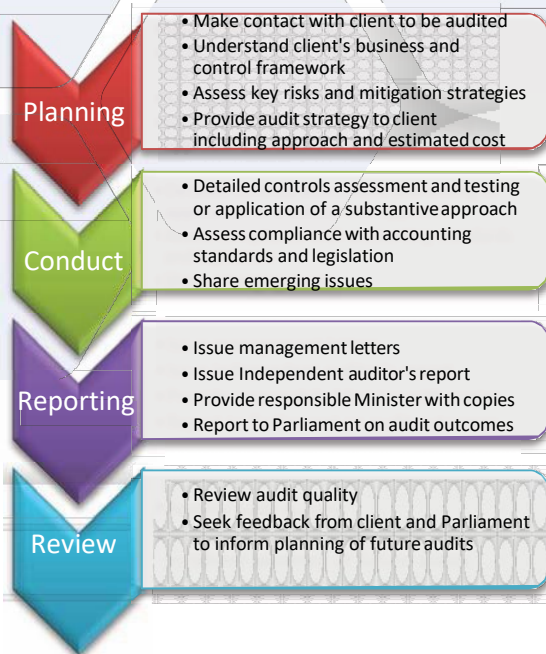 Planning
• Make contact with client to be audited
• Understand client's business and
control framework
• Assess key risks and mitigation strategies
• Provide audit strategy to client
including approach and estimated cost
Conduct
• Detailed controls assessment and testing
or application of a substantive approach
• Assess compliance with accounting
standards and legislation
• Share emerging issues
Reporting
• Issue management letters
• Issue Independent auditor's report
• Provide responsible Minister with copies
• Report to Parliament on audit outcomes
Review
• Review audit quality
• Seek feedback from client and Parliament
to inform planning of future audits